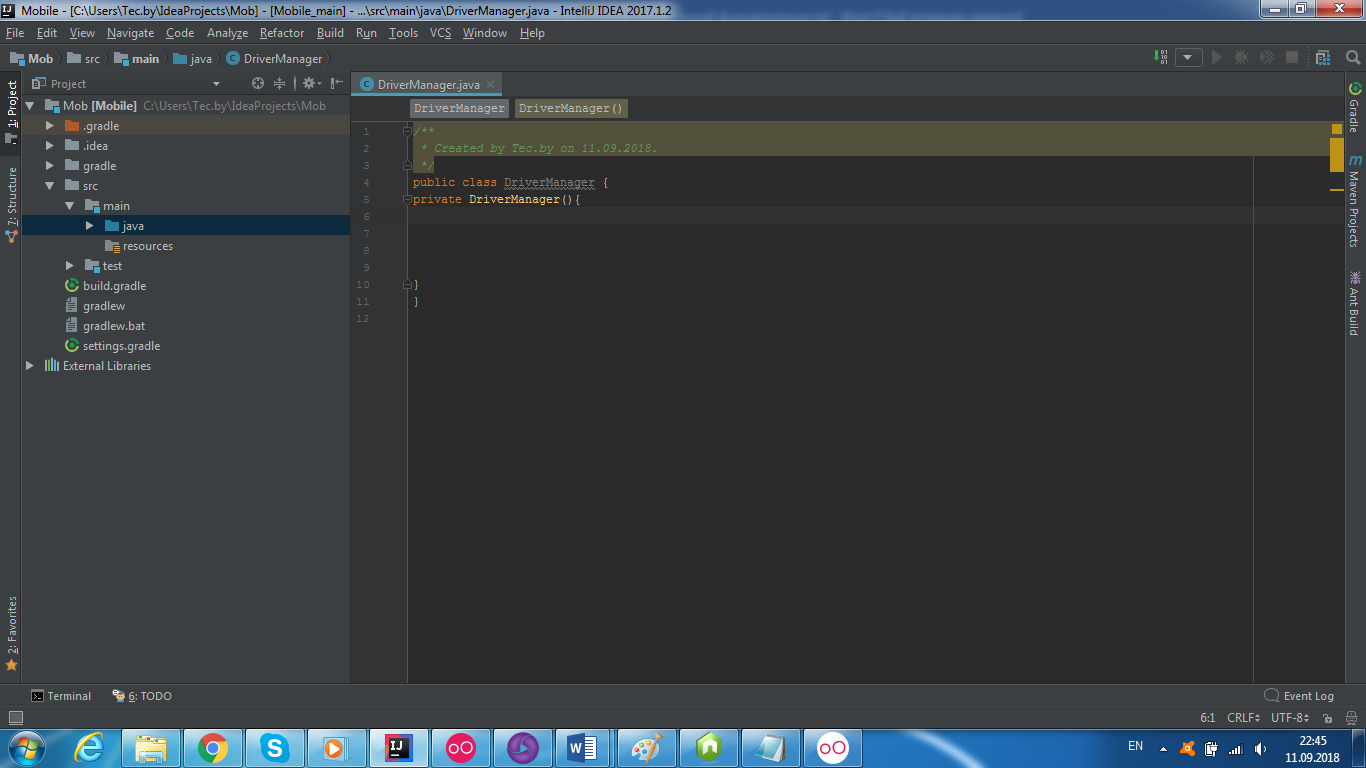 Mobile - [C:\Users\Tec.by\IdeaProjects\Mob] - [Mobile_main] - ...\src\main\java\DriverManager.java - IntelliJ IDEA 2017.1.2
File Edit View Navigate Code Analyze Refactor Build Run Tools VCS Window Help
Mob src main java DriverManager
Project
DriverManager.java
Mob [Mobile] C:\Users\Tec.by\IdeaProjects\Mob
.gradle
.idea
gradle
src
main
java
resources
test
build.gradle
gradlew
gradlew.bat
settings.gradle
External Libraries
1: Project
7: Structure
2: Favorites
DriverManager DriverManager()
1 /**
2 * Created by Tec.by on 11.09.2018.
3 */
4 public class DriverManager {
5 private DriverManager(){
6
7
8
9
10 }
11 }
12
Gradle
m Maven Projects
Ant Build
Terminal 6: TODO Event Log
6:1 CRLF UTF-8
EN 22:45
11.09.2018